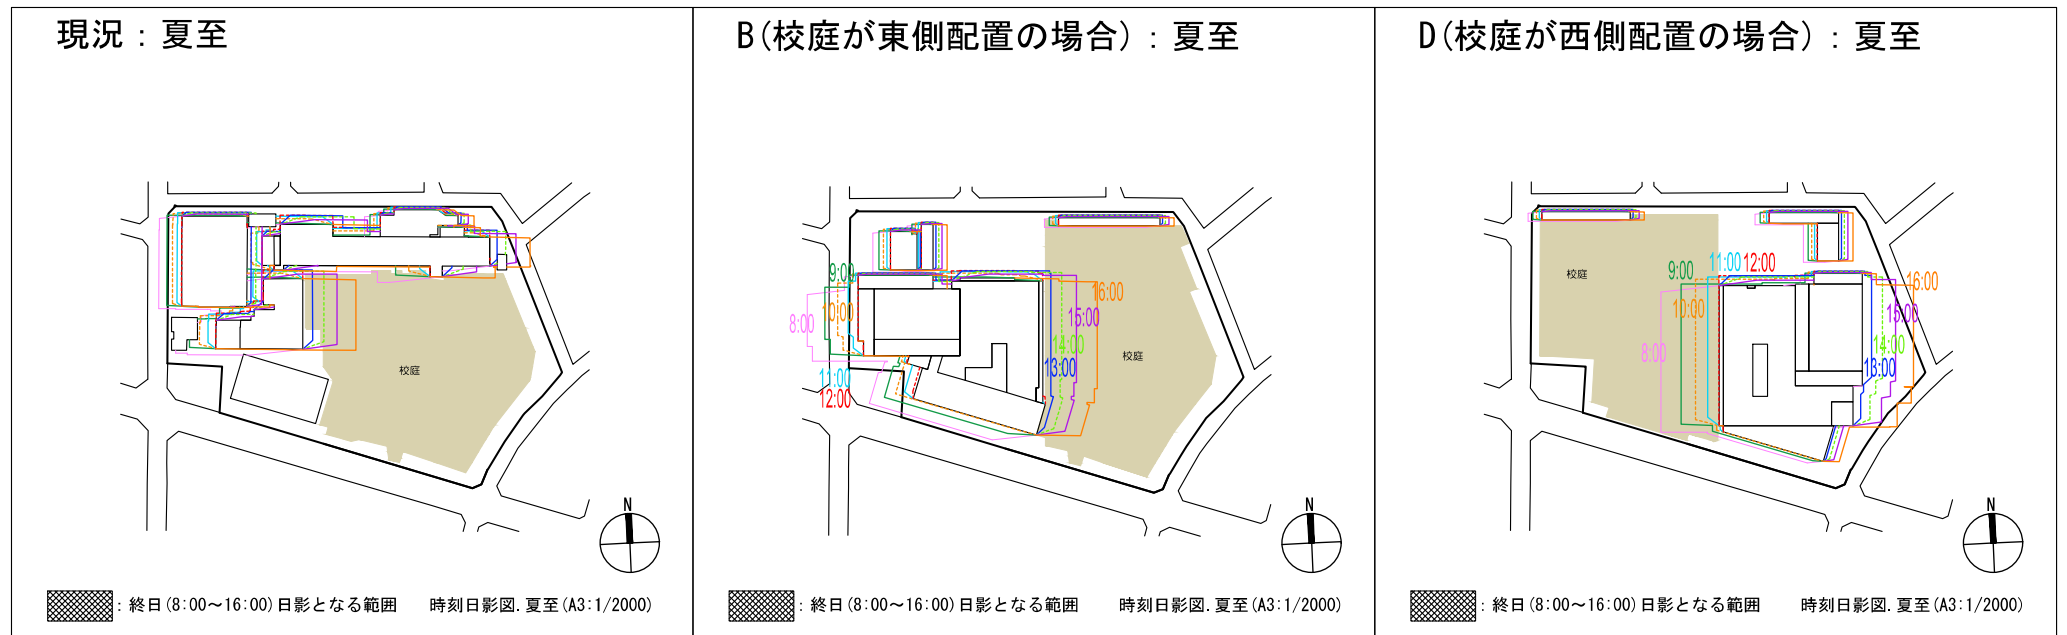 現況：夏至
校庭
N
：終日(8:00～16:00)日影となる範囲　時刻日影図.夏至(A3:1/2000)
B(校庭が東側配置の場合)：夏至
9:00
10:00
8:00
11:00
12:00
16:00
15:00
14:00
13:00
校庭
N
：終日(8:00～16:00)日影となる範囲　時刻日影図.夏至(A3:1/2000)
D(校庭が西側配置の場合)：夏至
校庭
9:00
11:00
12:00
10:00
8:00
16:00
15:00
14:00
13:00
N
：終日(8:00～16:00)日影となる範囲　時刻日影図.夏至(A3:1/2000)